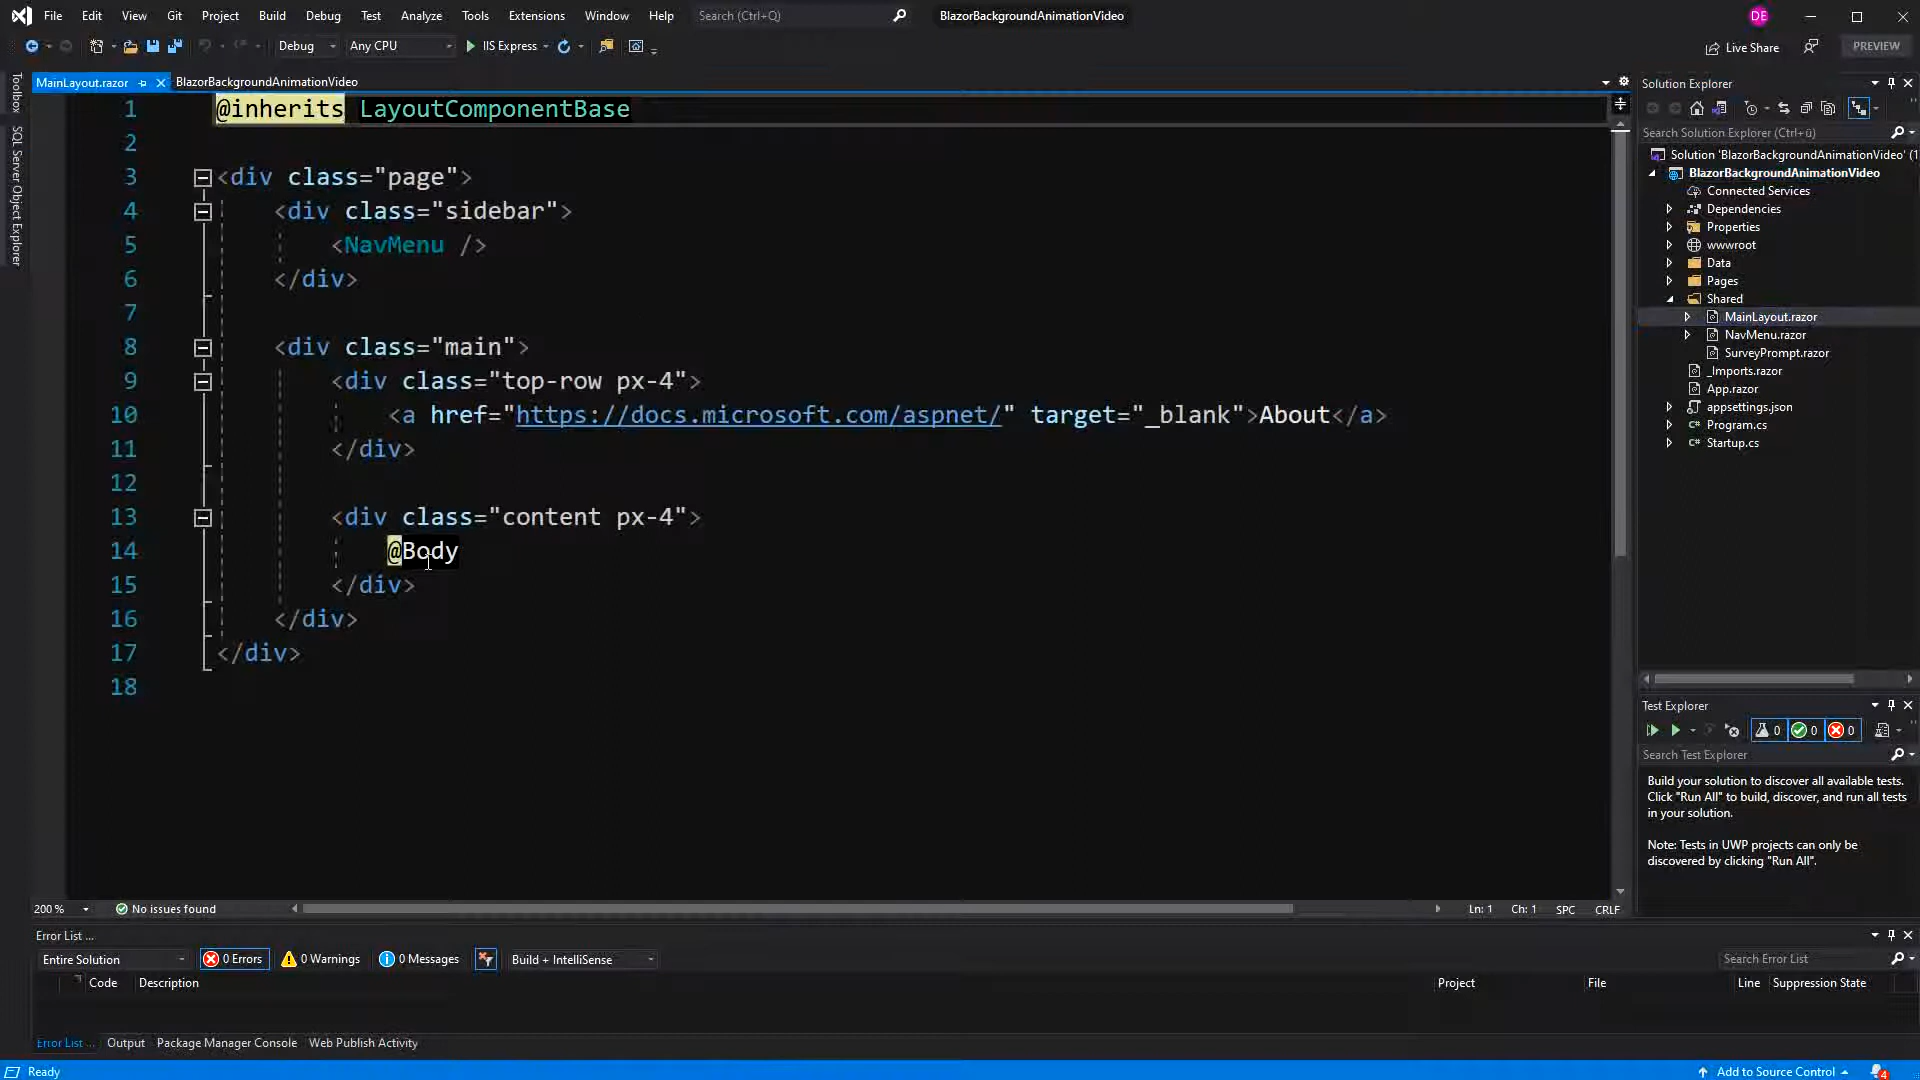 File Edit View Git Project Build Debug Test Analyze Tools Extensions Window Help Search (Ctrl+Q) BlazorBackgroundAnimationVideo DE
Debug Any CPU IIS Express Live Share PREVIEW
Toolbox
SQL Server Object Explorer
MainLayout.razor BlazorBackgroundAnimationVideo
1 @inherits LayoutComponentBase
2
3 <div class="page">
4 <div class="sidebar">
5 <NavMenu />
6 </div>
7
8 <div class="main">
9 <div class="top-row px-4">
10 <a href="https://docs.microsoft.com/aspnet/" target="_blank">About</a>
11 </div>
12
13 <div class="content px-4">
14 @Body
15 </div>
16 </div>
17 </div>
18
200 % No issues found Ln: 1 Ch: 1 SPC CRLF
Solution Explorer
Search Solution Explorer (Ctrl+ü)
Solution 'BlazorBackgroundAnimationVideo' (1
BlazorBackgroundAnimationVideo
Connected Services
Dependencies
Properties
wwwroot
Data
Pages
Shared
MainLayout.razor
NavMenu.razor
SurveyPrompt.razor
_Imports.razor
App.razor
appsettings.json
C# Program.cs
C# Startup.cs
Test Explorer
0 0 0
Search Test Explorer
Build your solution to discover all available tests.
Click "Run All" to build, discover, and run all tests
in your solution.
Note: Tests in UWP projects can only be
discovered by clicking "Run All".
Error List ...
Entire Solution 0 Errors 0 Warnings 0 Messages Build + IntelliSense Search Error List
Code Description Project File Line Suppression State
Error List ... Output Package Manager Console Web Publish Activity
Ready Add to Source Control 4